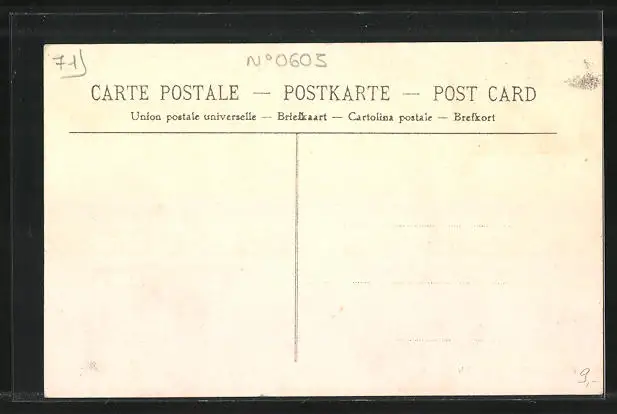 71)
N°0605
CARTE POSTALE — POSTKARTE — POST CARD
Union postale universelle — Briefkaart — Cartolina postale — Brefkort
9,-